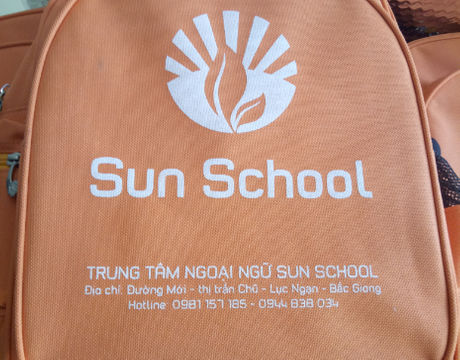 Sun School
TRUNG TÂM NGOẠI NGỮ SUN SCHOOL
Địa chỉ: Đường Mới - thị trấn Chũ - Lục Ngạn - Bắc Giang
Hotline: 0981 157 185 - 0944 838 034